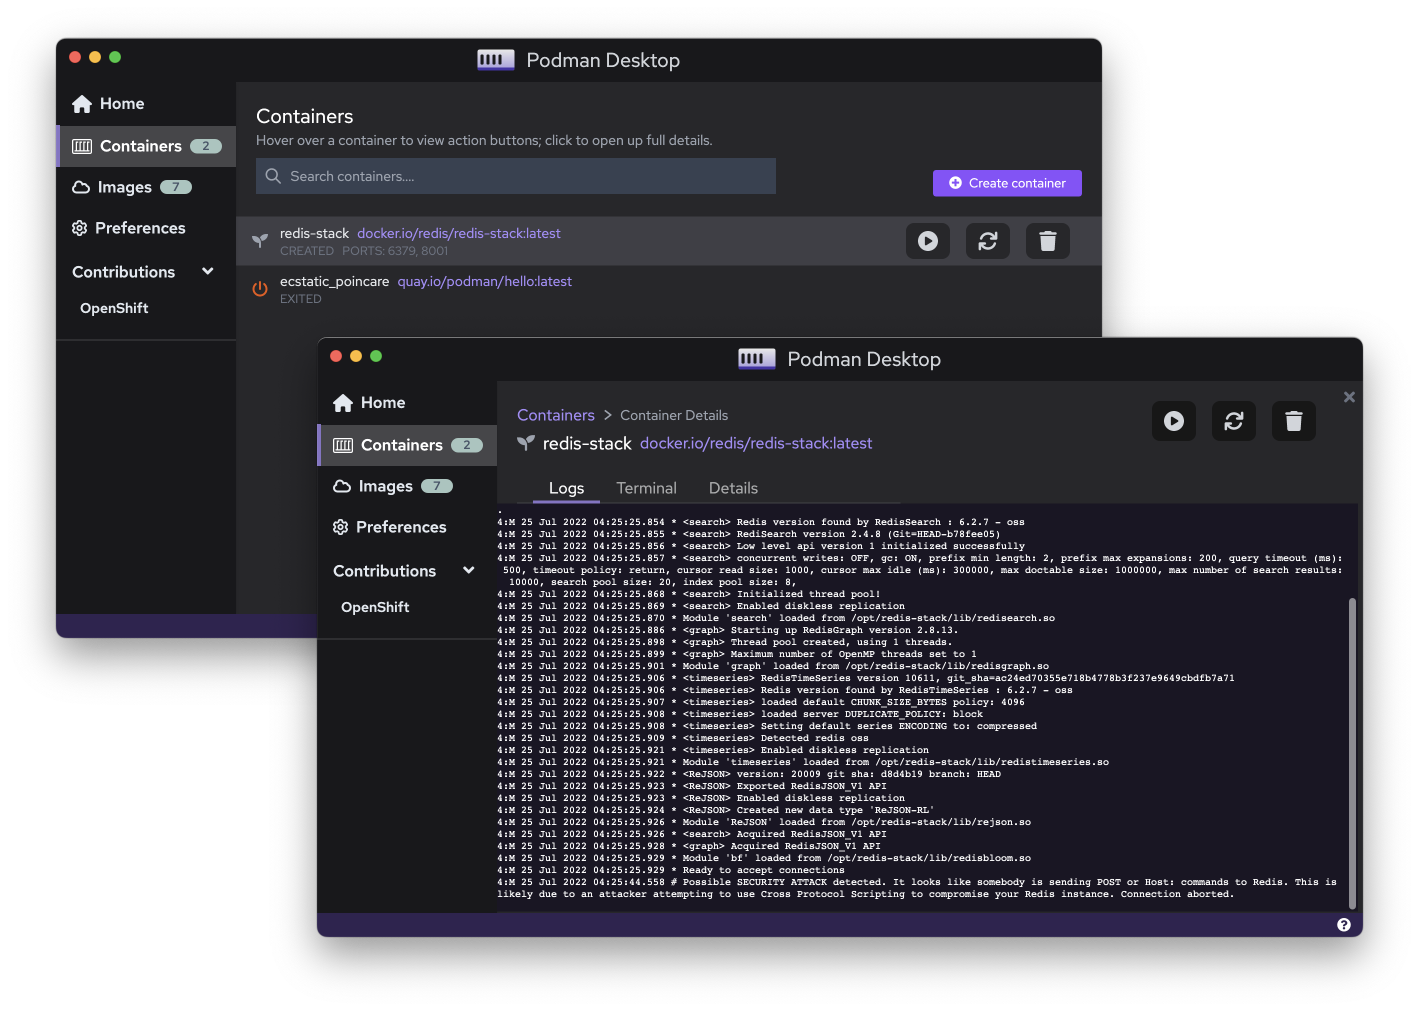 Podman Desktop
Home
Containers 2
Images 7
Preferences
Contributions
OpenShift
Containers
Hover over a container to view action buttons; click to open up full details.
Search containers....
Create container
redis-stack docker.io/redis/redis-stack:latest
CREATED PORTS: 6379, 8001
ecstatic_poincare quay.io/podman/hello:latest
EXITED
Podman Desktop
Home
Containers 2
Images 7
Preferences
Contributions
OpenShift
Containers > Container Details
redis-stack docker.io/redis/redis-stack:latest
Logs Terminal Details
.
4:M 25 Jul 2022 04:25:25.854 * <search> Redis version found by RedisSearch : 6.2.7 - oss
4:M 25 Jul 2022 04:25:25.855 * <search> RediSearch version 2.4.8 (Git=HEAD-b78fee05)
4:M 25 Jul 2022 04:25:25.856 * <search> Low level api version 1 initialized successfully
4:M 25 Jul 2022 04:25:25.857 * <search> concurrent writes: OFF, gc: ON, prefix min length: 2, prefix max expansions: 200, query timeout (ms):
500, timeout policy: return, cursor read size: 1000, cursor max idle (ms): 300000, max doctable size: 1000000, max number of search results:
10000, search pool size: 20, index pool size: 8,
4:M 25 Jul 2022 04:25:25.868 * <search> Initialized thread pool!
4:M 25 Jul 2022 04:25:25.869 * <search> Enabled diskless replication
4:M 25 Jul 2022 04:25:25.870 * Module 'search' loaded from /opt/redis-stack/lib/redisearch.so
4:M 25 Jul 2022 04:25:25.886 * <graph> Starting up RedisGraph version 2.8.13.
4:M 25 Jul 2022 04:25:25.898 * <graph> Thread pool created, using 1 threads.
4:M 25 Jul 2022 04:25:25.899 * <graph> Maximum number of OpenMP threads set to 1
4:M 25 Jul 2022 04:25:25.901 * Module 'graph' loaded from /opt/redis-stack/lib/redisgraph.so
4:M 25 Jul 2022 04:25:25.906 * <timeseries> RedisTimeSeries version 10611, git_sha=ac24ed70355e718b4778b3f237e9649cbdfb7a71
4:M 25 Jul 2022 04:25:25.906 * <timeseries> Redis version found by RedisTimeSeries : 6.2.7 - oss
4:M 25 Jul 2022 04:25:25.907 * <timeseries> loaded default CHUNK_SIZE_BYTES policy: 4096
4:M 25 Jul 2022 04:25:25.908 * <timeseries> loaded server DUPLICATE_POLICY: block
4:M 25 Jul 2022 04:25:25.908 * <timeseries> Setting default series ENCODING to: compressed
4:M 25 Jul 2022 04:25:25.909 * <timeseries> Detected redis oss
4:M 25 Jul 2022 04:25:25.921 * <timeseries> Enabled diskless replication
4:M 25 Jul 2022 04:25:25.921 * Module 'timeseries' loaded from /opt/redis-stack/lib/redistimeseries.so
4:M 25 Jul 2022 04:25:25.922 * <ReJSON> version: 20009 git sha: d8d4b19 branch: HEAD
4:M 25 Jul 2022 04:25:25.923 * <ReJSON> Exported RedisJSON_V1 API
4:M 25 Jul 2022 04:25:25.923 * <ReJSON> Enabled diskless replication
4:M 25 Jul 2022 04:25:25.924 * <ReJSON> Created new data type 'ReJSON-RL'
4:M 25 Jul 2022 04:25:25.926 * Module 'ReJSON' loaded from /opt/redis-stack/lib/rejson.so
4:M 25 Jul 2022 04:25:25.926 * <search> Acquired RedisJSON_V1 API
4:M 25 Jul 2022 04:25:25.928 * <graph> Acquired RedisJSON_V1 API
4:M 25 Jul 2022 04:25:25.929 * Module 'bf' loaded from /opt/redis-stack/lib/redisbloom.so
4:M 25 Jul 2022 04:25:25.929 * Ready to accept connections
4:M 25 Jul 2022 04:25:44.558 # Possible SECURITY ATTACK detected. It looks like somebody is sending POST or Host: commands to Redis. This is
likely due to an attacker attempting to use Cross Protocol Scripting to compromise your Redis instance. Connection aborted.